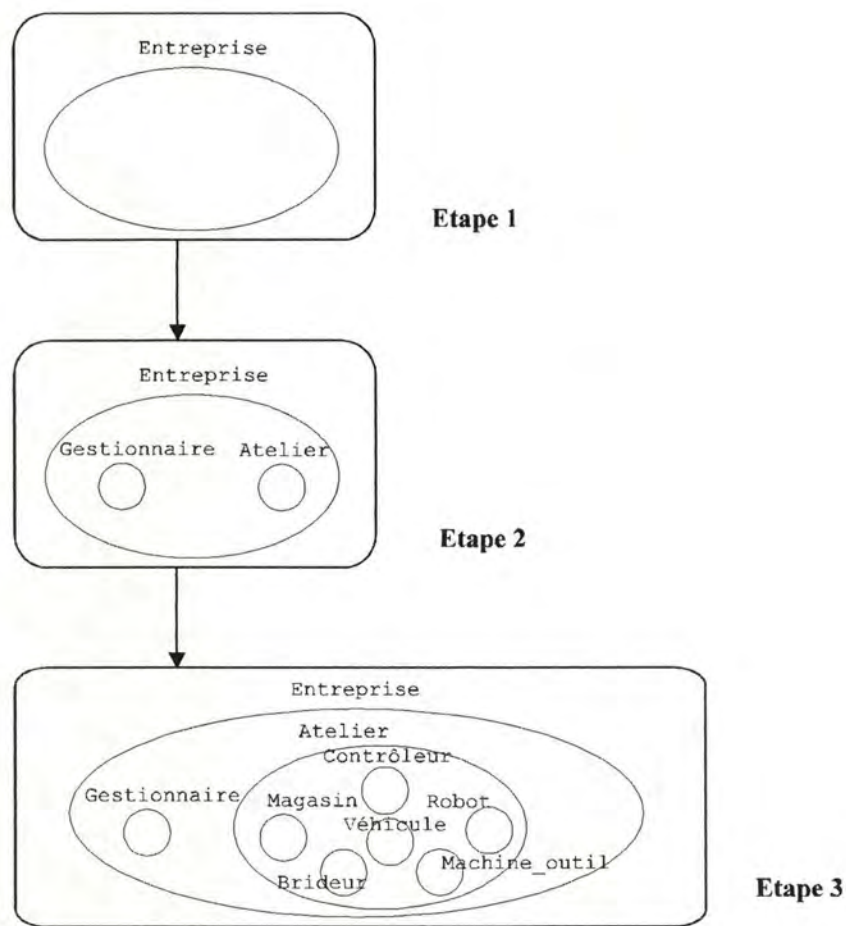 Entreprise
Etape 1
Entreprise
Gestionnaire Atelier
Etape 2
Entreprise
Atelier
Contrôleur
Gestionnaire Magasin Robot
Véhicule
Machine_outil
Brideur
Etape 3